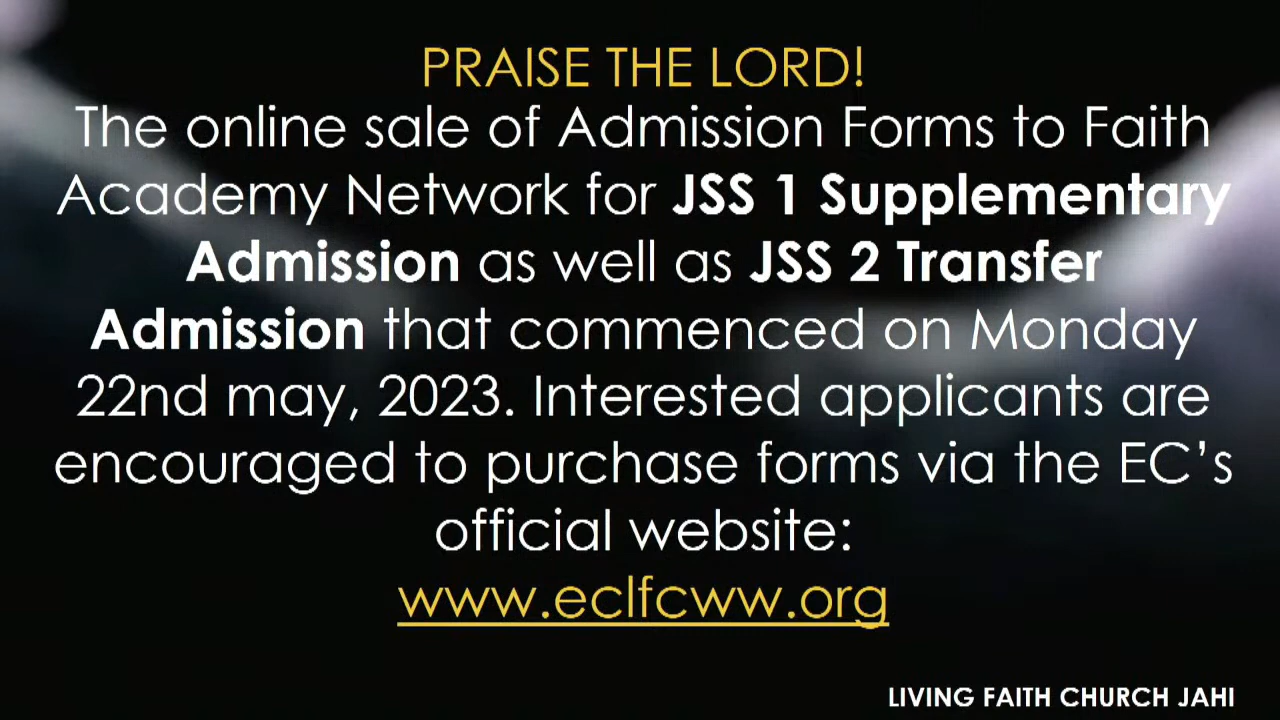 PRAISE THE LORD!
The online sale of Admission Forms to Faith
Academy Network for JSS 1 Supplementary
Admission as well as JSS 2 Transfer
Admission that commenced on Monday
22nd may, 2023. Interested applicants are
encouraged to purchase forms via the EC’s
official website:
www.eclfcww.org
LIVING FAITH CHURCH JAHI